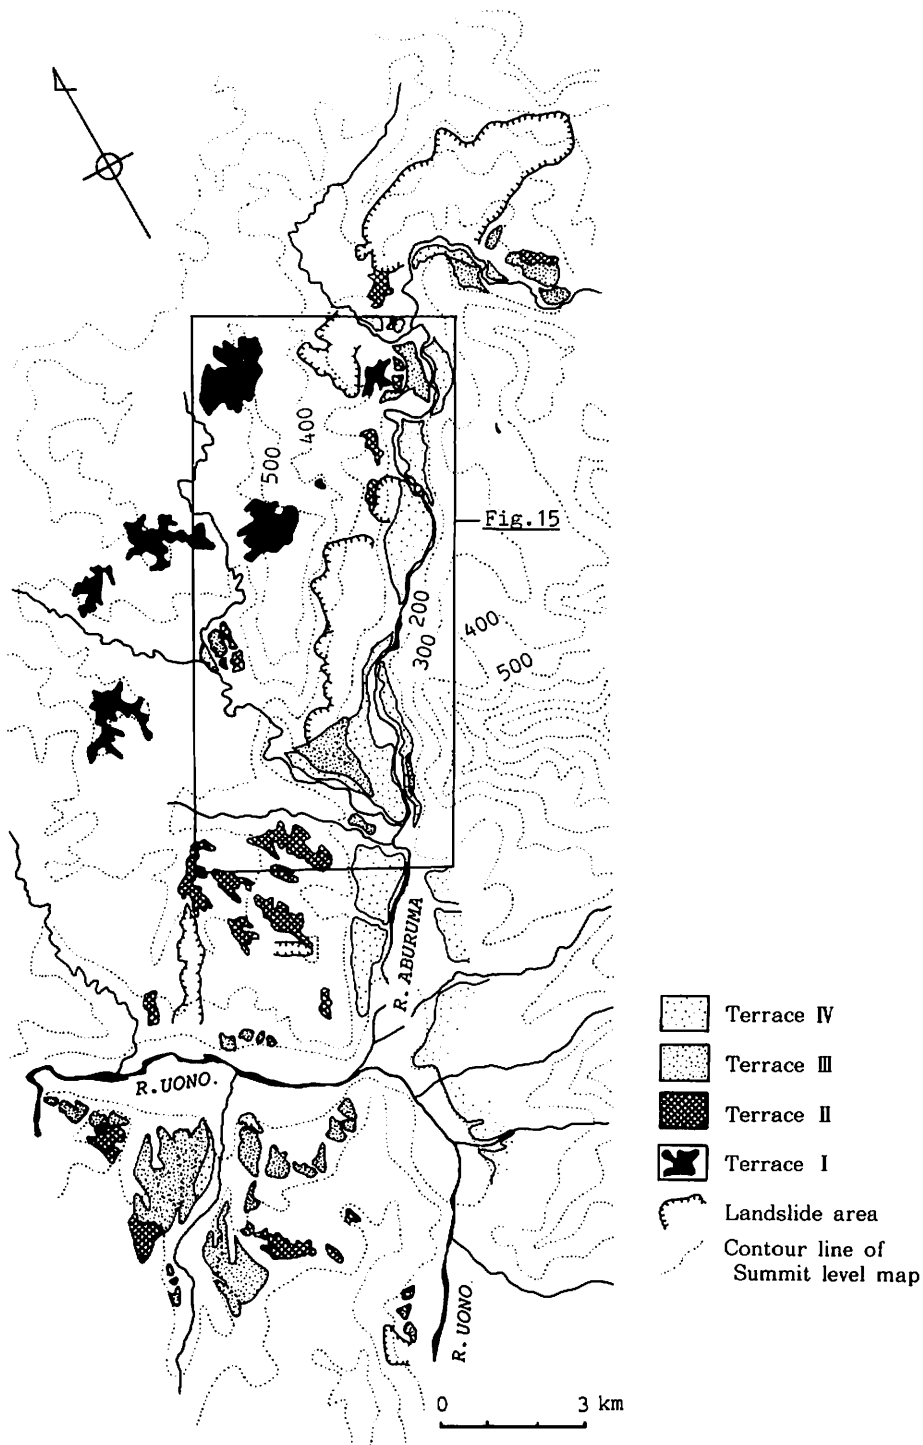 400
500
Fig.15
200
300
400
500
R. ABURUMA
R. UONO.
R. UONO.
Terrace Ⅳ
Terrace Ⅲ
Terrace Ⅱ
Terrace Ⅰ
Landslide area
Contour line of
Summit level map
0 3 km